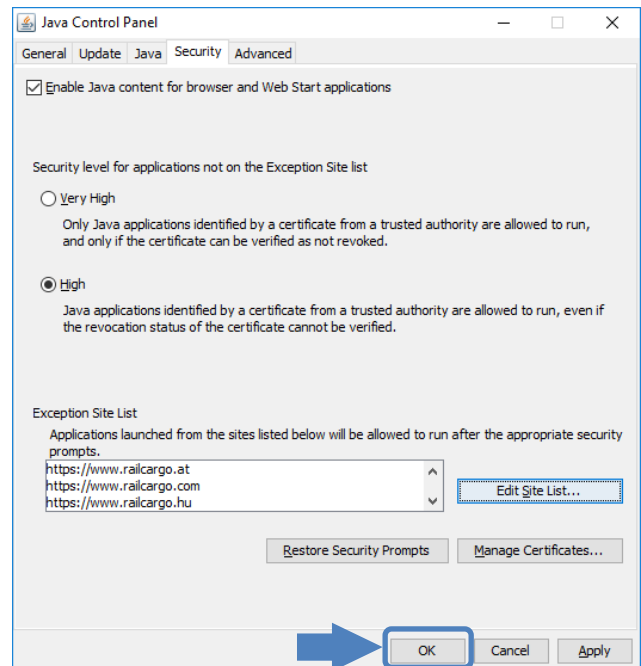 Java Control Panel
General Update Java Security Advanced
Enable Java content for browser and Web Start applications
Security level for applications not on the Exception Site list
Very High
Only Java applications identified by a certificate from a trusted authority are allowed to run,
and only if the certificate can be verified as not revoked.
High
Java applications identified by a certificate from a trusted authority are allowed to run, even if
the revocation status of the certificate cannot be verified.
Exception Site List
Applications launched from the sites listed below will be allowed to run after the appropriate security
prompts.
https://www.railcargo.at
https://www.railcargo.com
https://www.railcargo.hu
Edit Site List...
Restore Security Prompts Manage Certificates...
OK Cancel Apply